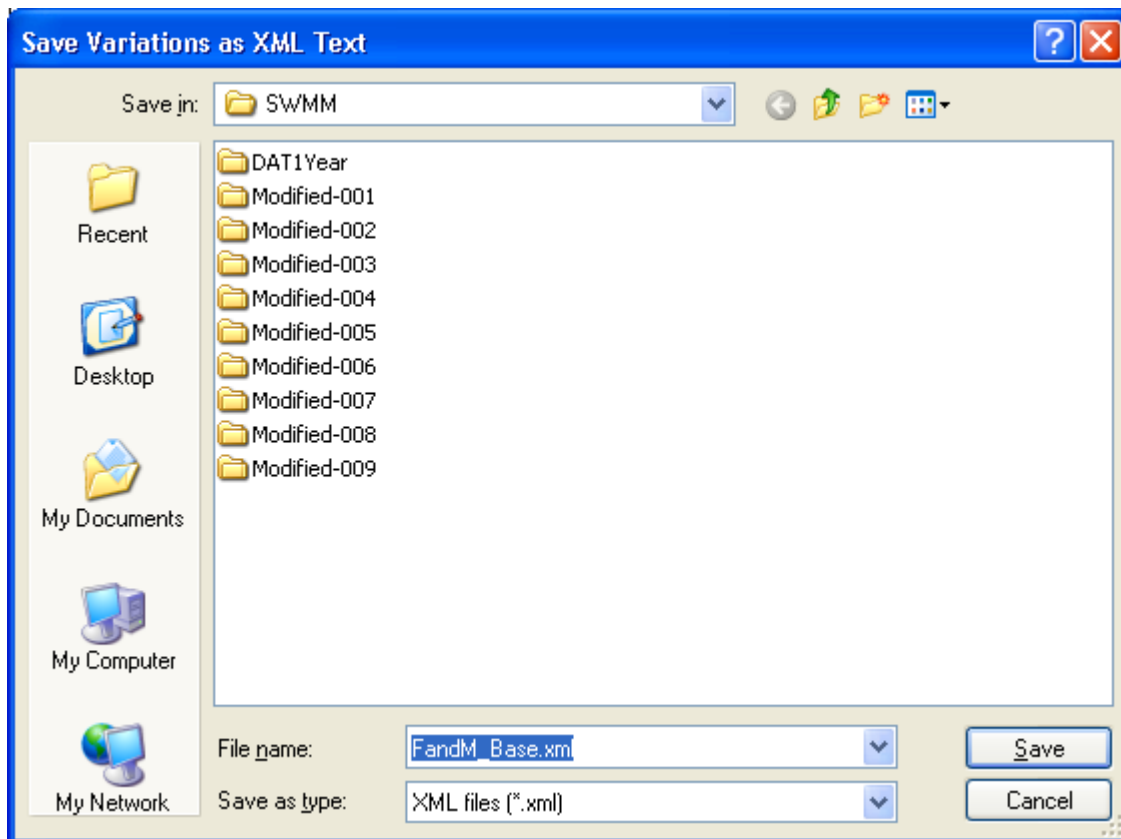 Save Variations as XML Text
Save in: SWMM
DAT1Year
Modified-001
Modified-002
Modified-003
Modified-004
Modified-005
Modified-006
Modified-007
Modified-008
Modified-009
Recent
Desktop
My Documents
My Computer
My Network
File name: FandM_Base.xml Save
Save as type: XML files (*.xml) Cancel